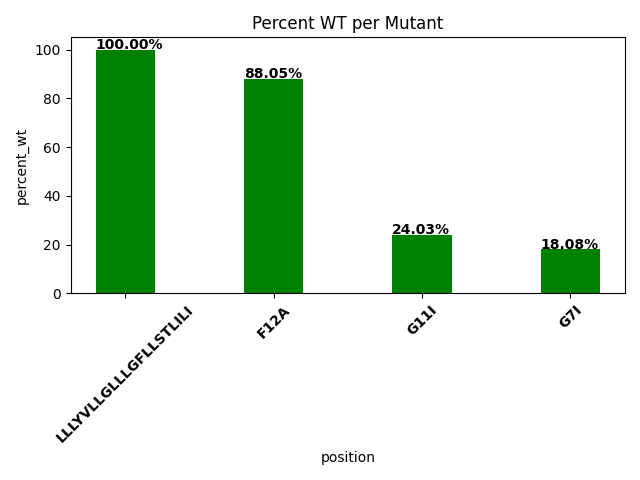 Percent WT per Mutant
percent_wt
100
80
60
40
20
0
100.00%
88.05%
24.03%
18.08%
LLLYVLLGLLLGFLLSTLILI
F12A
G11I
G7I
position